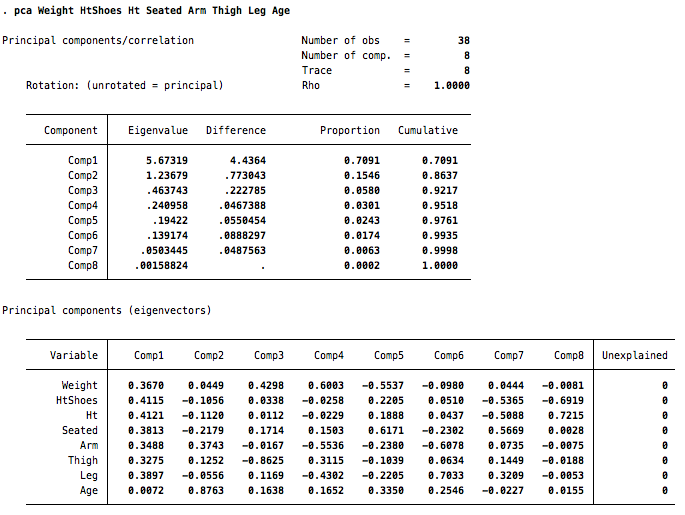 . pca Weight HtShoes Ht Seated Arm Thigh Leg Age
Principal components/correlation Number of obs = 38
Number of comp. = 8
Trace = 8
Rotation: (unrotated = principal) Rho = 1.0000
Component Eigenvalue Difference Proportion Cumulative
Comp1 5.67319 4.4364 0.7091 0.7091
Comp2 1.23679 .773043 0.1546 0.8637
Comp3 .463743 .222785 0.0580 0.9217
Comp4 .240958 .0467388 0.0301 0.9518
Comp5 .19422 .0550454 0.0243 0.9761
Comp6 .139174 .0888297 0.0174 0.9935
Comp7 .0503445 .0487563 0.0063 0.9998
Comp8 .00158824 . 0.0002 1.0000
Principal components (eigenvectors)
Variable Comp1 Comp2 Comp3 Comp4 Comp5 Comp6 Comp7 Comp8 Unexplained
Weight 0.3670 0.0449 0.4298 0.6003 -0.5537 -0.0980 0.0444 -0.0081 0
HtShoes 0.4115 -0.1056 0.0338 -0.0258 0.2205 0.0510 -0.5365 -0.6919 0
Ht 0.4121 -0.1120 0.0112 -0.0229 0.1888 0.0437 -0.5088 0.7215 0
Seated 0.3813 -0.2179 0.1714 0.1503 0.6171 -0.2302 0.5669 0.0028 0
Arm 0.3488 0.3743 -0.0167 -0.5536 -0.2380 -0.6078 0.0735 -0.0075 0
Thigh 0.3275 0.1252 -0.8625 0.3115 -0.1039 0.0634 0.1449 -0.0188 0
Leg 0.3897 -0.0556 0.1169 -0.4302 -0.2205 0.7033 0.3209 -0.0053 0
Age 0.0072 0.8763 0.1638 0.1652 0.3350 0.2546 -0.0227 0.0155 0